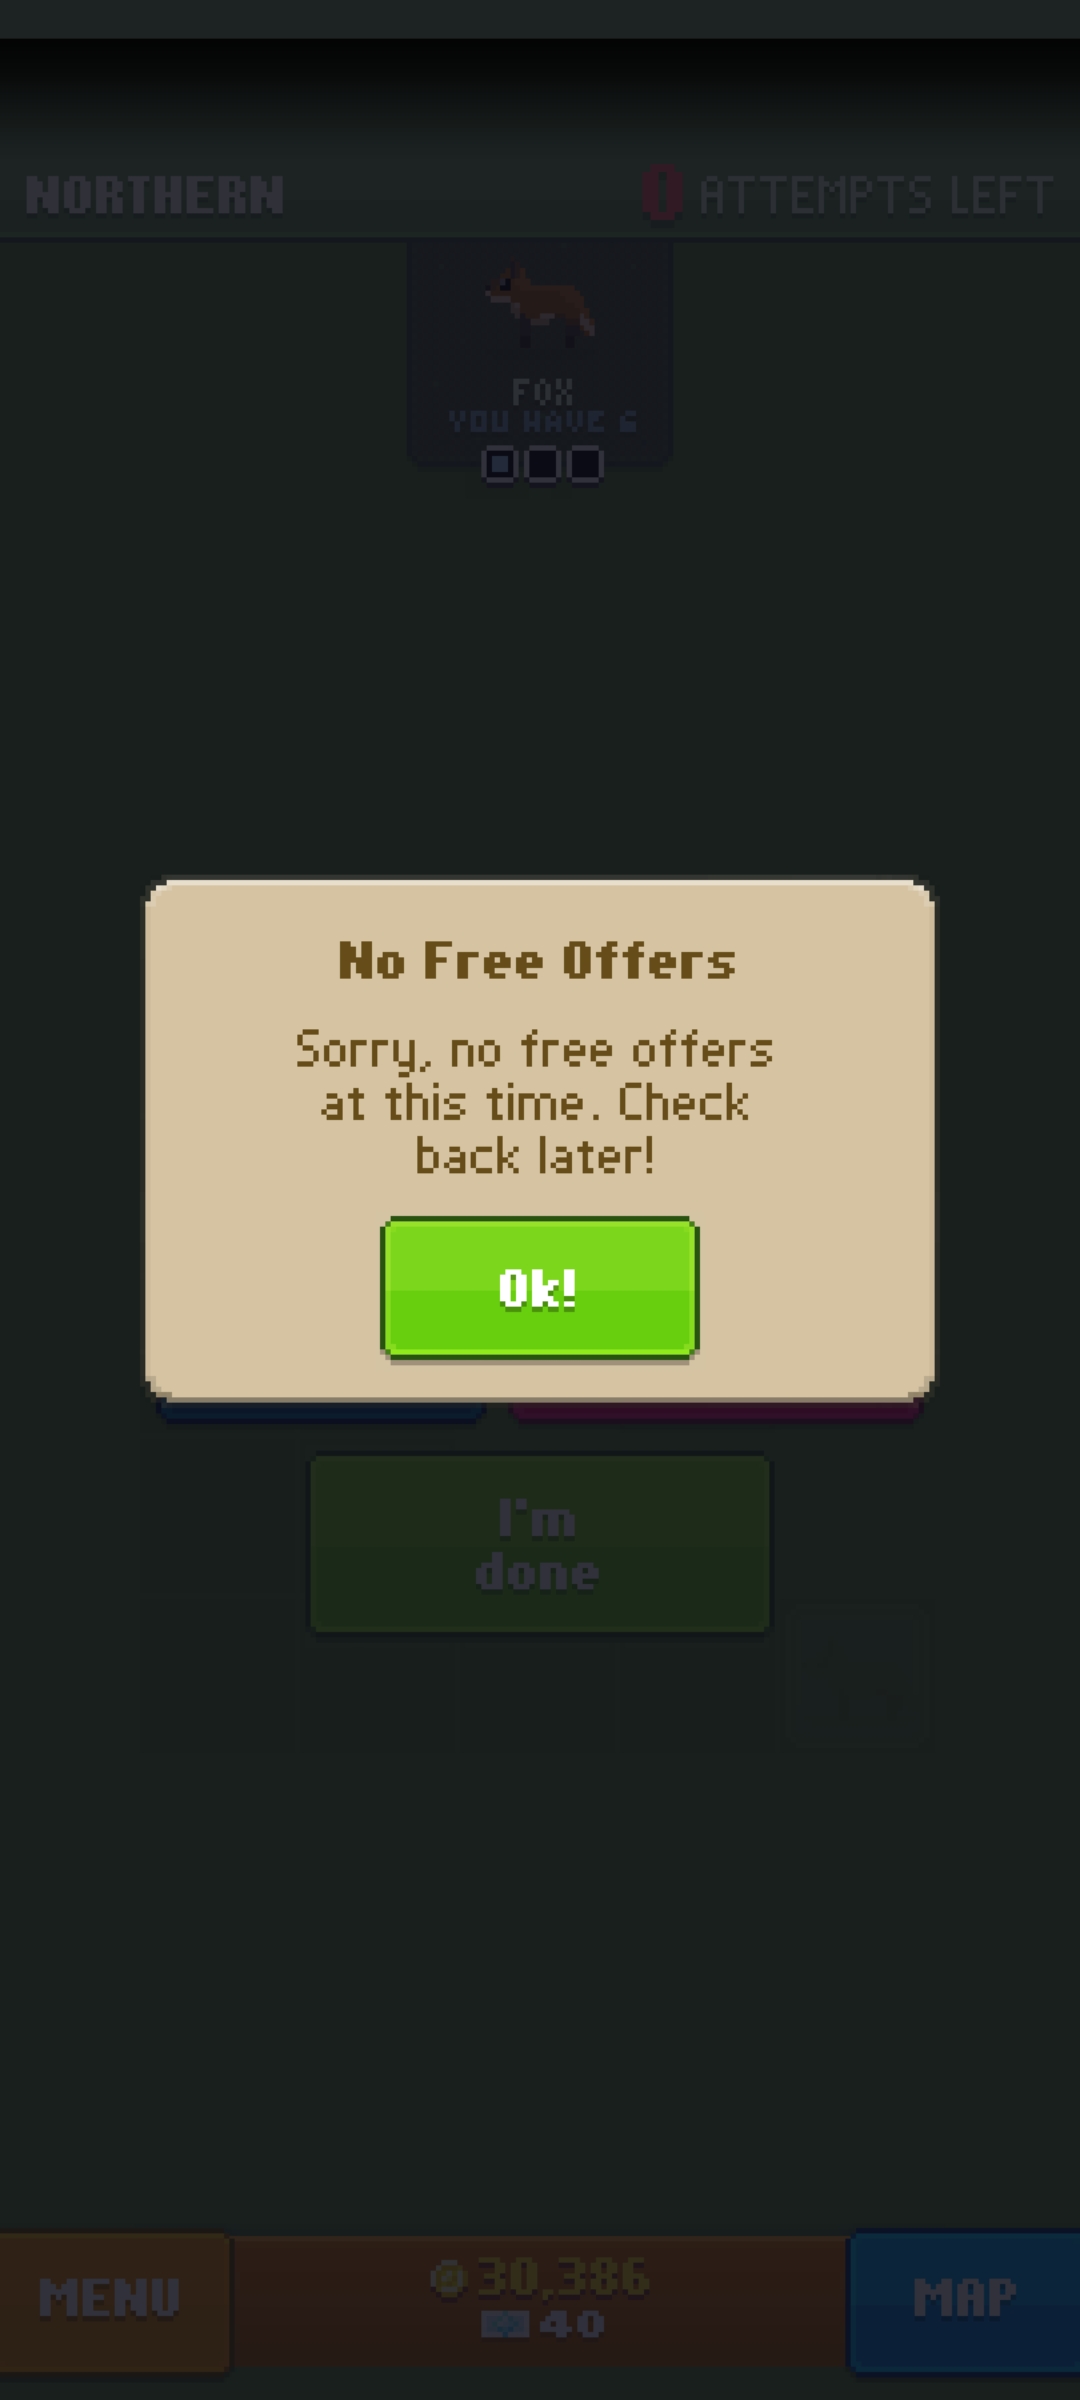 NORTHERN
0 ATTEMPTS LEFT
FOX
YOU HAVE 6
No Free Offers
Sorry, no free offers
at this time. Check
back later!
Ok!
I'm
done
MENU
30,386
40
MAP